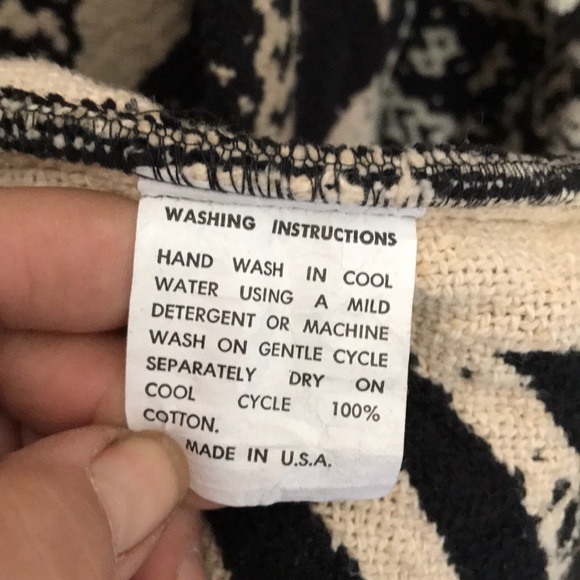 WASHING INSTRUCTIONS
HAND WASH IN COOL
WATER USING A MILD
DETERGENT OR MACHINE
WASH ON GENTLE CYCLE
SEPARATELY DRY ON
COOL CYCLE 100%
COTTON.
MADE IN U.S.A.